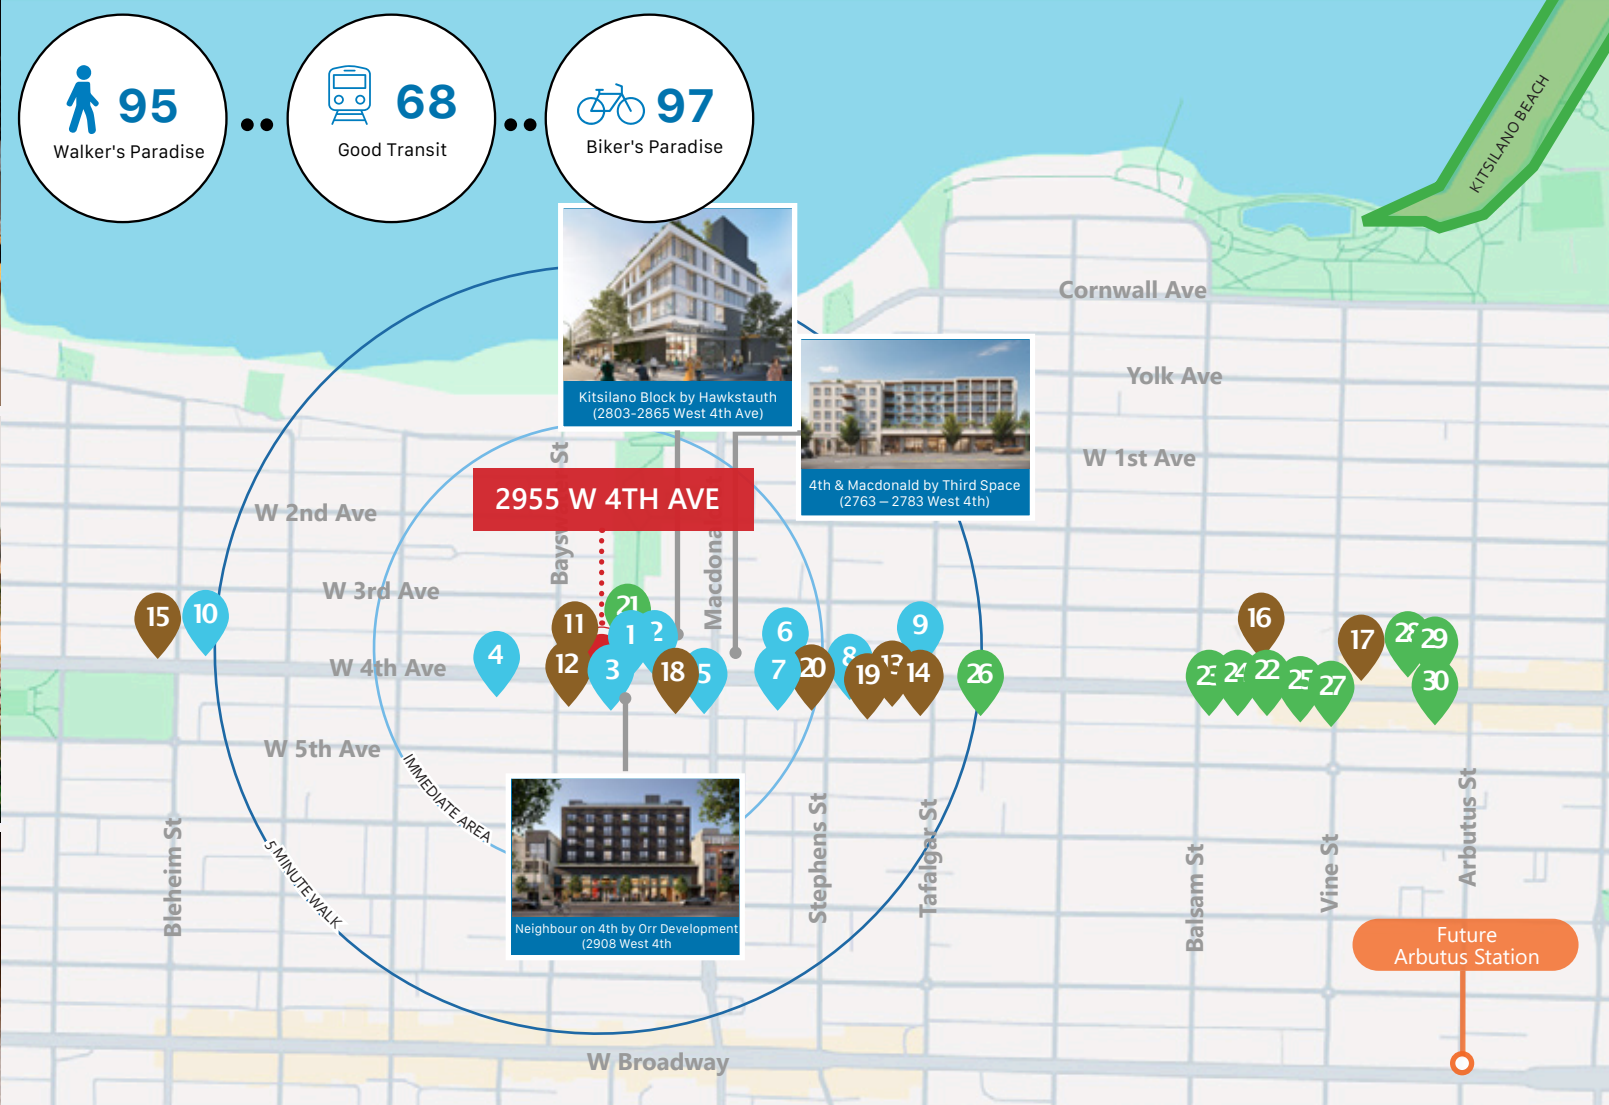 95
Walker's Paradise
68
Good Transit
97
Biker's Paradise
KITSILANO BEACH
Cornwall Ave
Yolk Ave
W 1st Ave
Kitsilano Block by Hawkstauth
(2803-2865 West 4th Ave)
4th & Macdonald by Third Space
(2763 – 2783 West 4th)
2955 W 4TH AVE
St
W 2nd Ave
W 3rd Ave
W 4th Ave
W 5th Ave
15
10
4
11
12
21
1
2
3
18
5
6
7
20
8
19
13
14
9
26
16
22
25
27
17
28
29
30
IMMEDIATE AREA
5 MINUTE WALK
Neighbour on 4th by Orr Development
(2908 West 4th
Bleheim St
Stephens St
Tafalgar St
Balsam St
Vine St
Arbutus St
Future
Arbutus Station
W Broadway